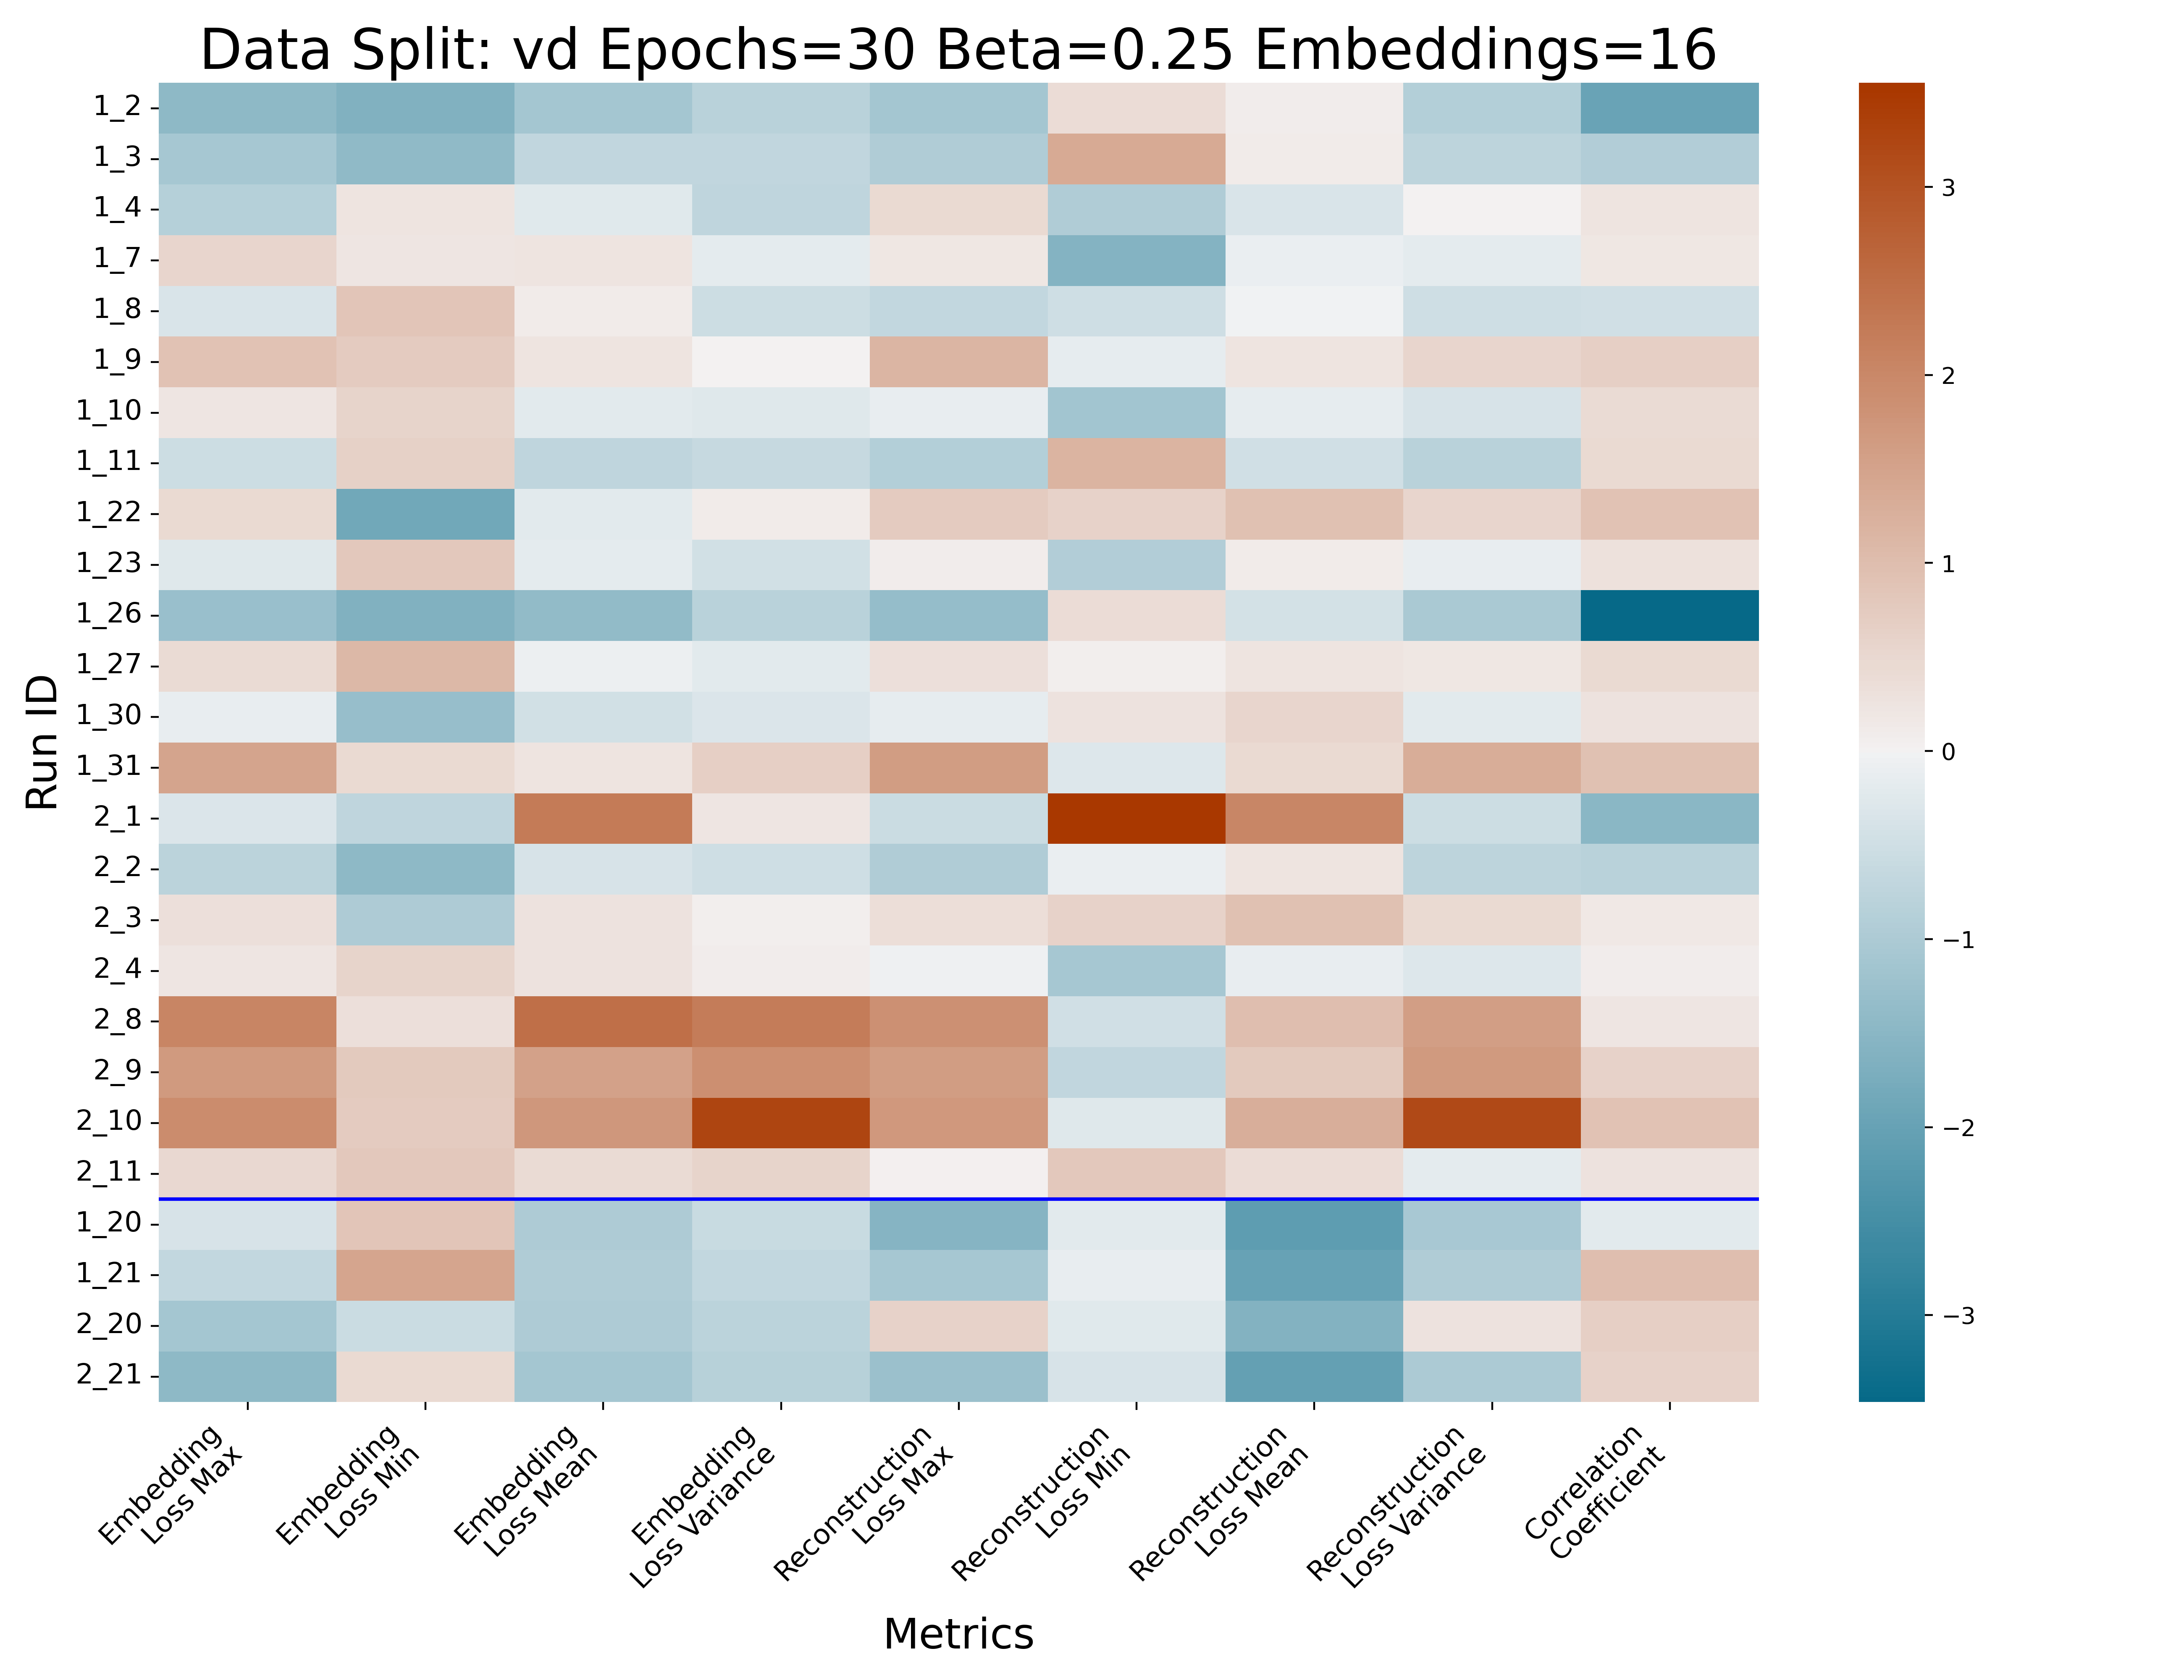 Data Split: vd Epochs=30 Beta=0.25 Embeddings=16
Run ID
1_2
1_3
1_4
1_7
1_8
1_9
1_10
1_11
1_22
1_23
1_26
1_27
1_30
1_31
2_1
2_2
2_3
2_4
2_8
2_9
2_10
2_11
1_20
1_21
2_20
2_21
Embedding
Loss Max
Embedding
Loss Min
Embedding
Loss Mean
Embedding
Loss Variance
Reconstruction
Loss Max
Reconstruction
Loss Min
Reconstruction
Loss Mean
Reconstruction
Loss Variance
Correlation
Coefficient
Metrics
3
2
1
0
−1
−2
−3